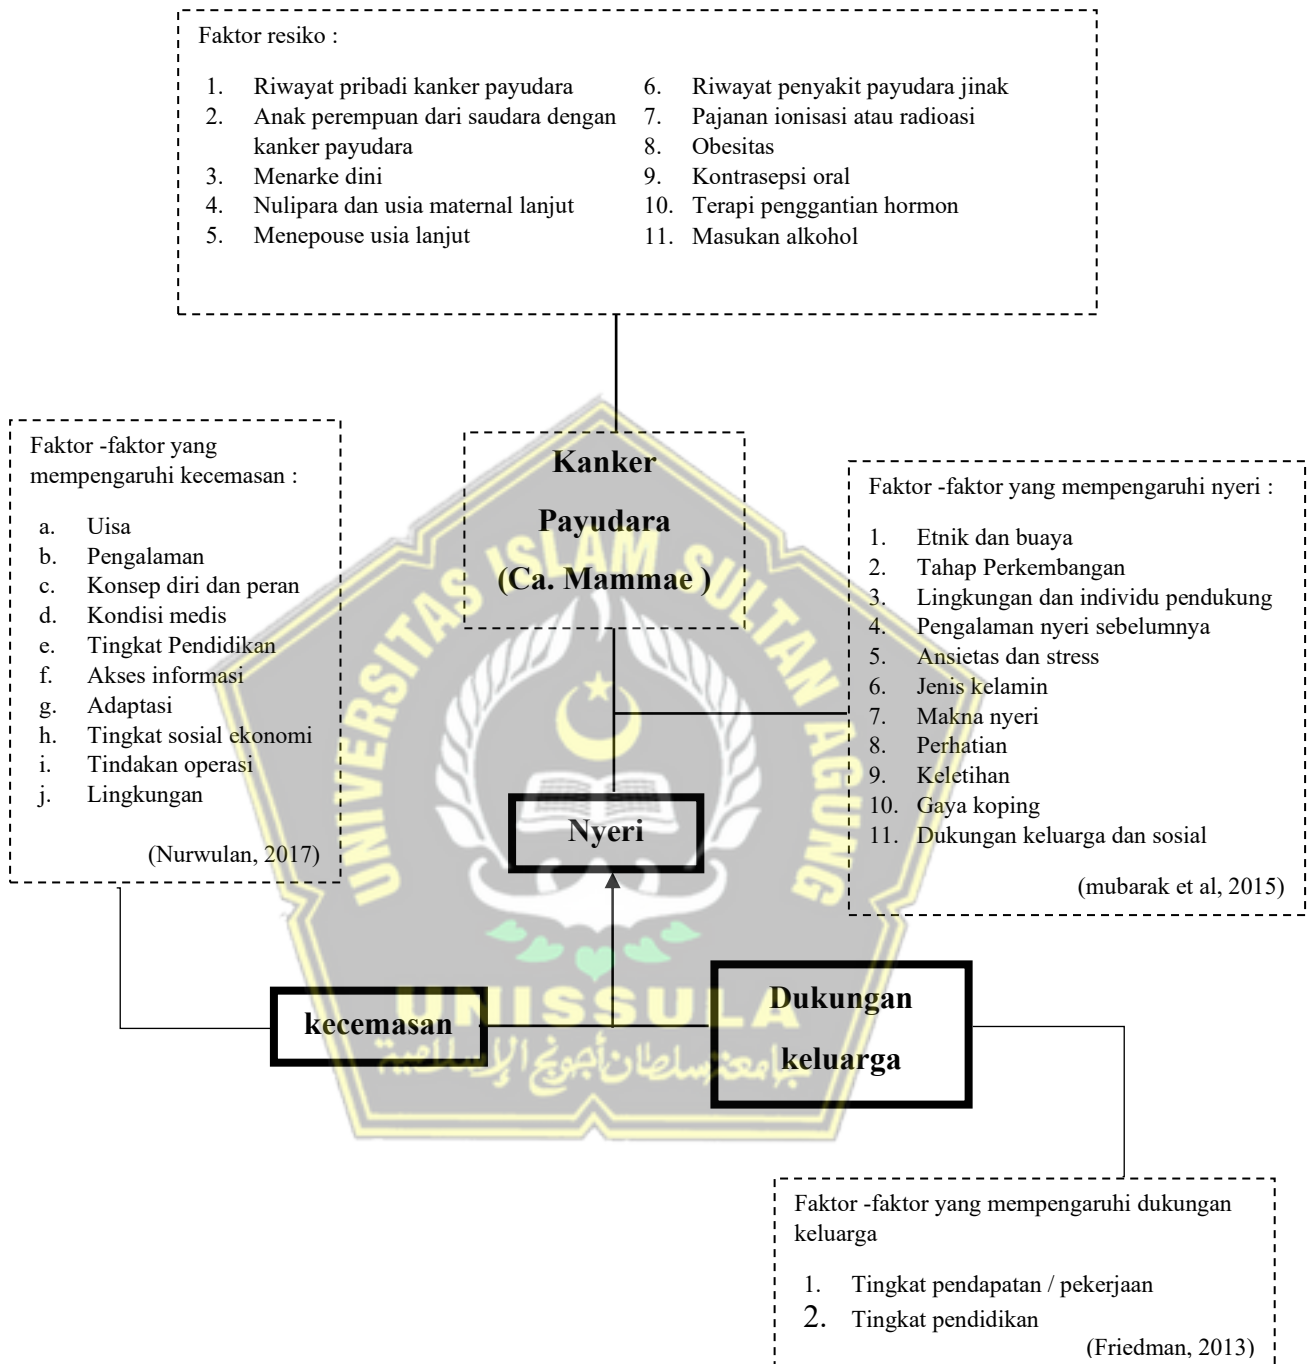 Faktor resiko :
1. Riwayat pribadi kanker payudara
2. Anak perempuan dari saudara dengan
kanker payudara
3. Menarke dini
4. Nulipara dan usia maternal lanjut
5. Menepouse usia lanjut
6. Riwayat penyakit payudara jinak
7. Pajanan ionisasi atau radioasi
8. Obesitas
9. Kontrasepsi oral
10. Terapi penggantian hormon
11. Masukan alkohol
Faktor -faktor yang
mempengaruhi kecemasan :
a. Uisa
b. Pengalaman
c. Konsep diri dan peran
d. Kondisi medis
e. Tingkat Pendidikan
f. Akses informasi
g. Adaptasi
h. Tingkat sosial ekonomi
i. Tindakan operasi
j. Lingkungan
(Nurwulan, 2017)
Kanker
Payudara
(Ca. Mammae )
Faktor -faktor yang mempengaruhi nyeri :
1. Etnik dan buaya
2. Tahap Perkembangan
3. Lingkungan dan individu pendukung
4. Pengalaman nyeri sebelumnya
5. Ansietas dan stress
6. Jenis kelamin
7. Makna nyeri
8. Perhatian
9. Keletihan
10. Gaya koping
11. Dukungan keluarga dan sosial
(mubarak et al, 2015)
UNIVERSITAS ISLAM SULTAN AGUNG
Nyeri
kecemasan
Dukungan
keluarga
UNISSULA
جامعتنسلطان أجونج الإسلامية
Faktor -faktor yang mempengaruhi dukungan
keluarga
1. Tingkat pendapatan / pekerjaan
2. Tingkat pendidikan
(Friedman, 2013)